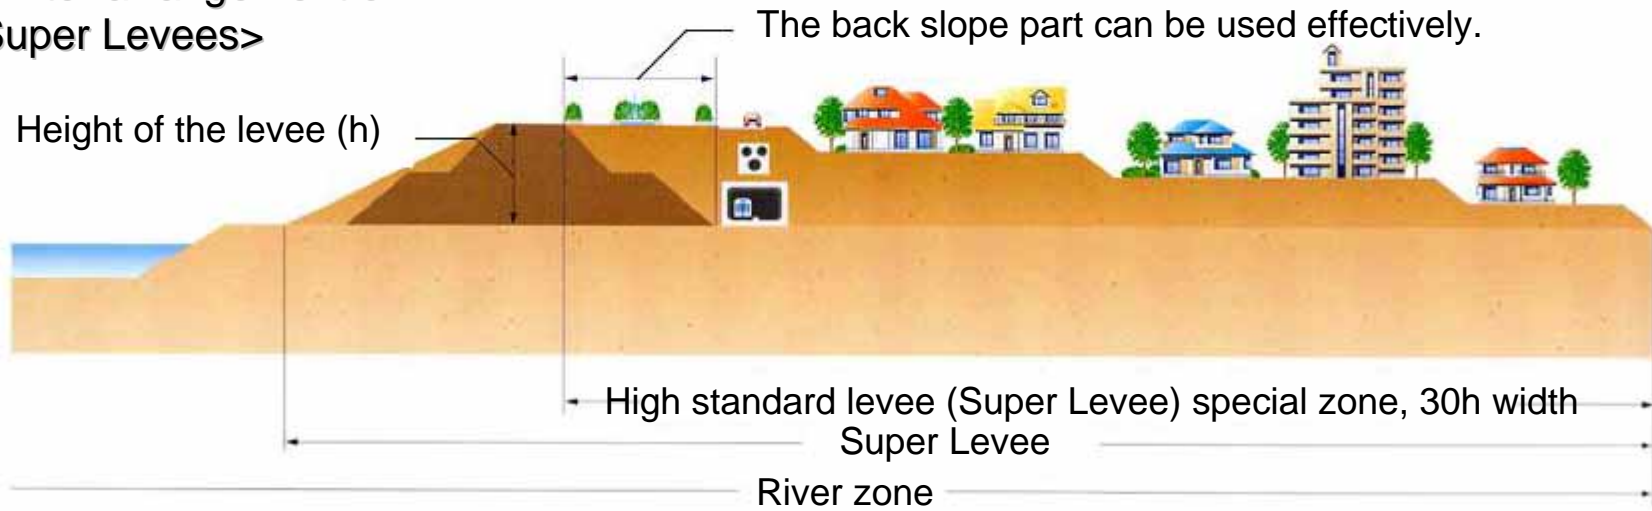 Super Levees>
The back slope part can be used effectively.
Height of the levee (h)
High standard levee (Super Levee) special zone, 30h width
Super Levee
River zone